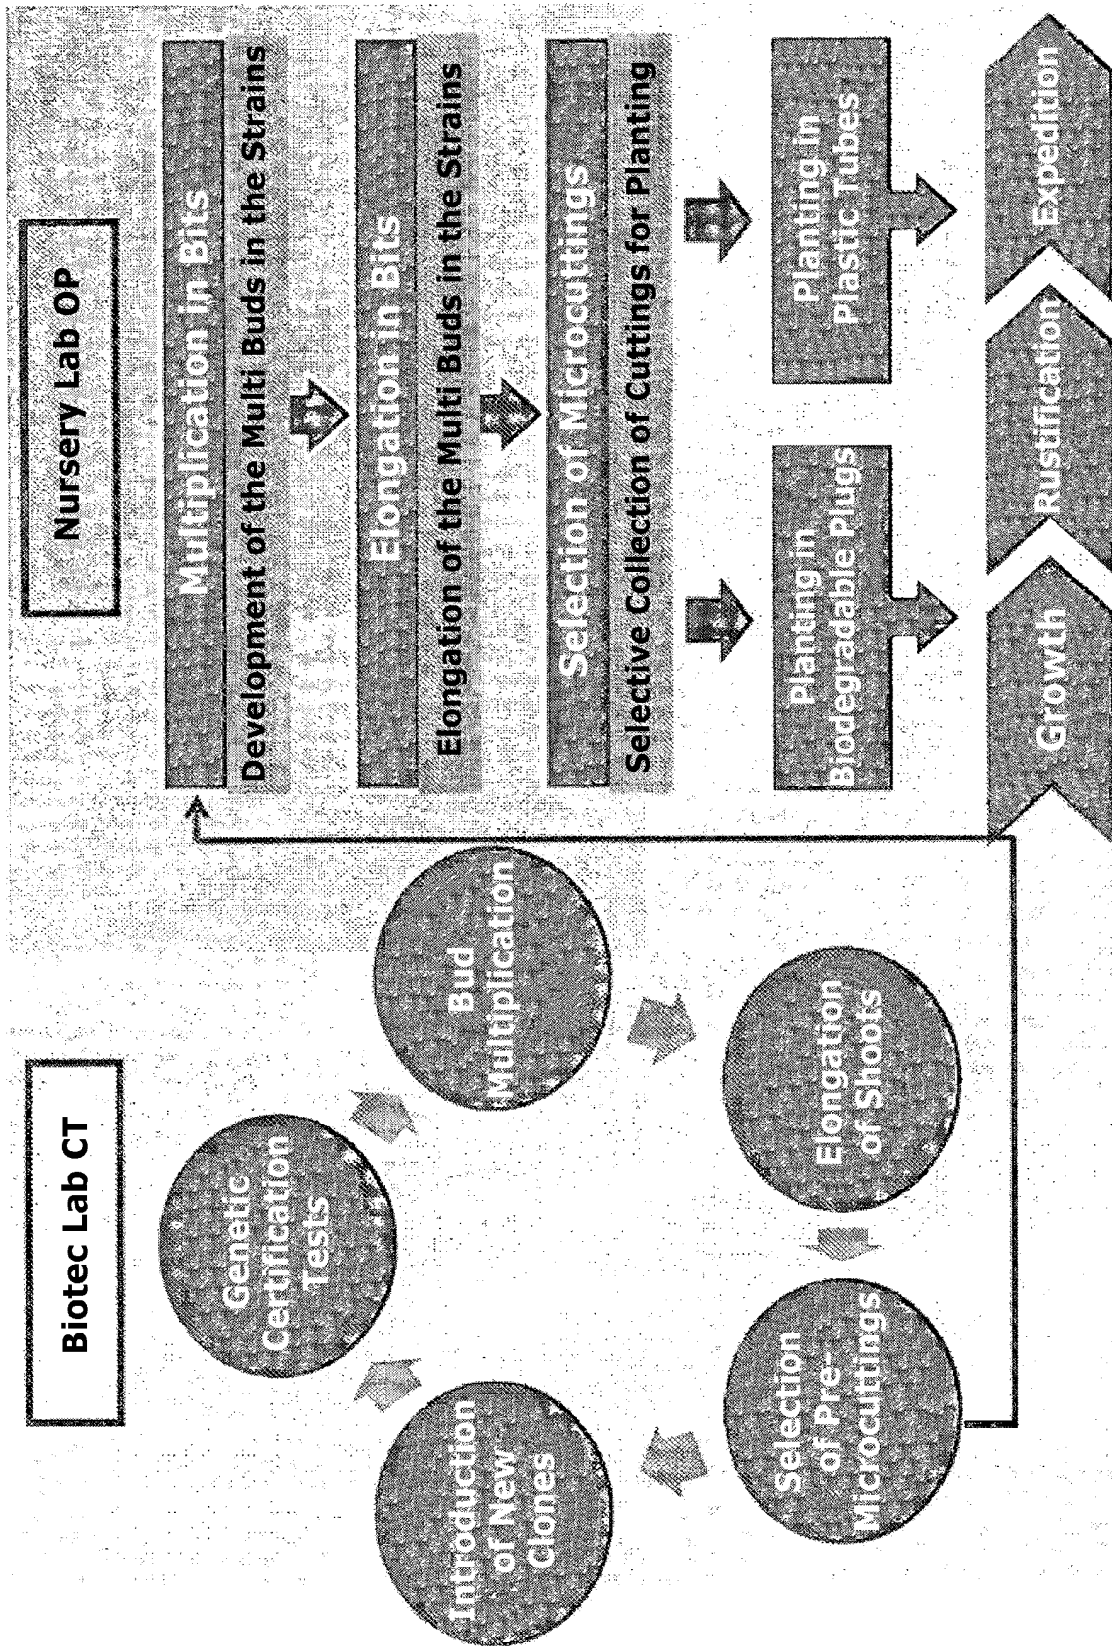 Biotec Lab CT
Genetic
Certification
Tests
Bud
Multiplication
Elongation
of Shoots
Selection
of Pre-
Microcuttings
Introduction
of New
Clones
Nursery Lab OP
Multiplication in Bits
Development of the Multi Buds in the Strains
Elongation in Bits
Elongation of the Multi Buds in the Strains
Selection of Microcuttings
Selective Collection of Cuttings for Planting
Planting in
Biodegradable Plugs
Planting in
Plastic Tubes
Growth
Rustification
Expedition